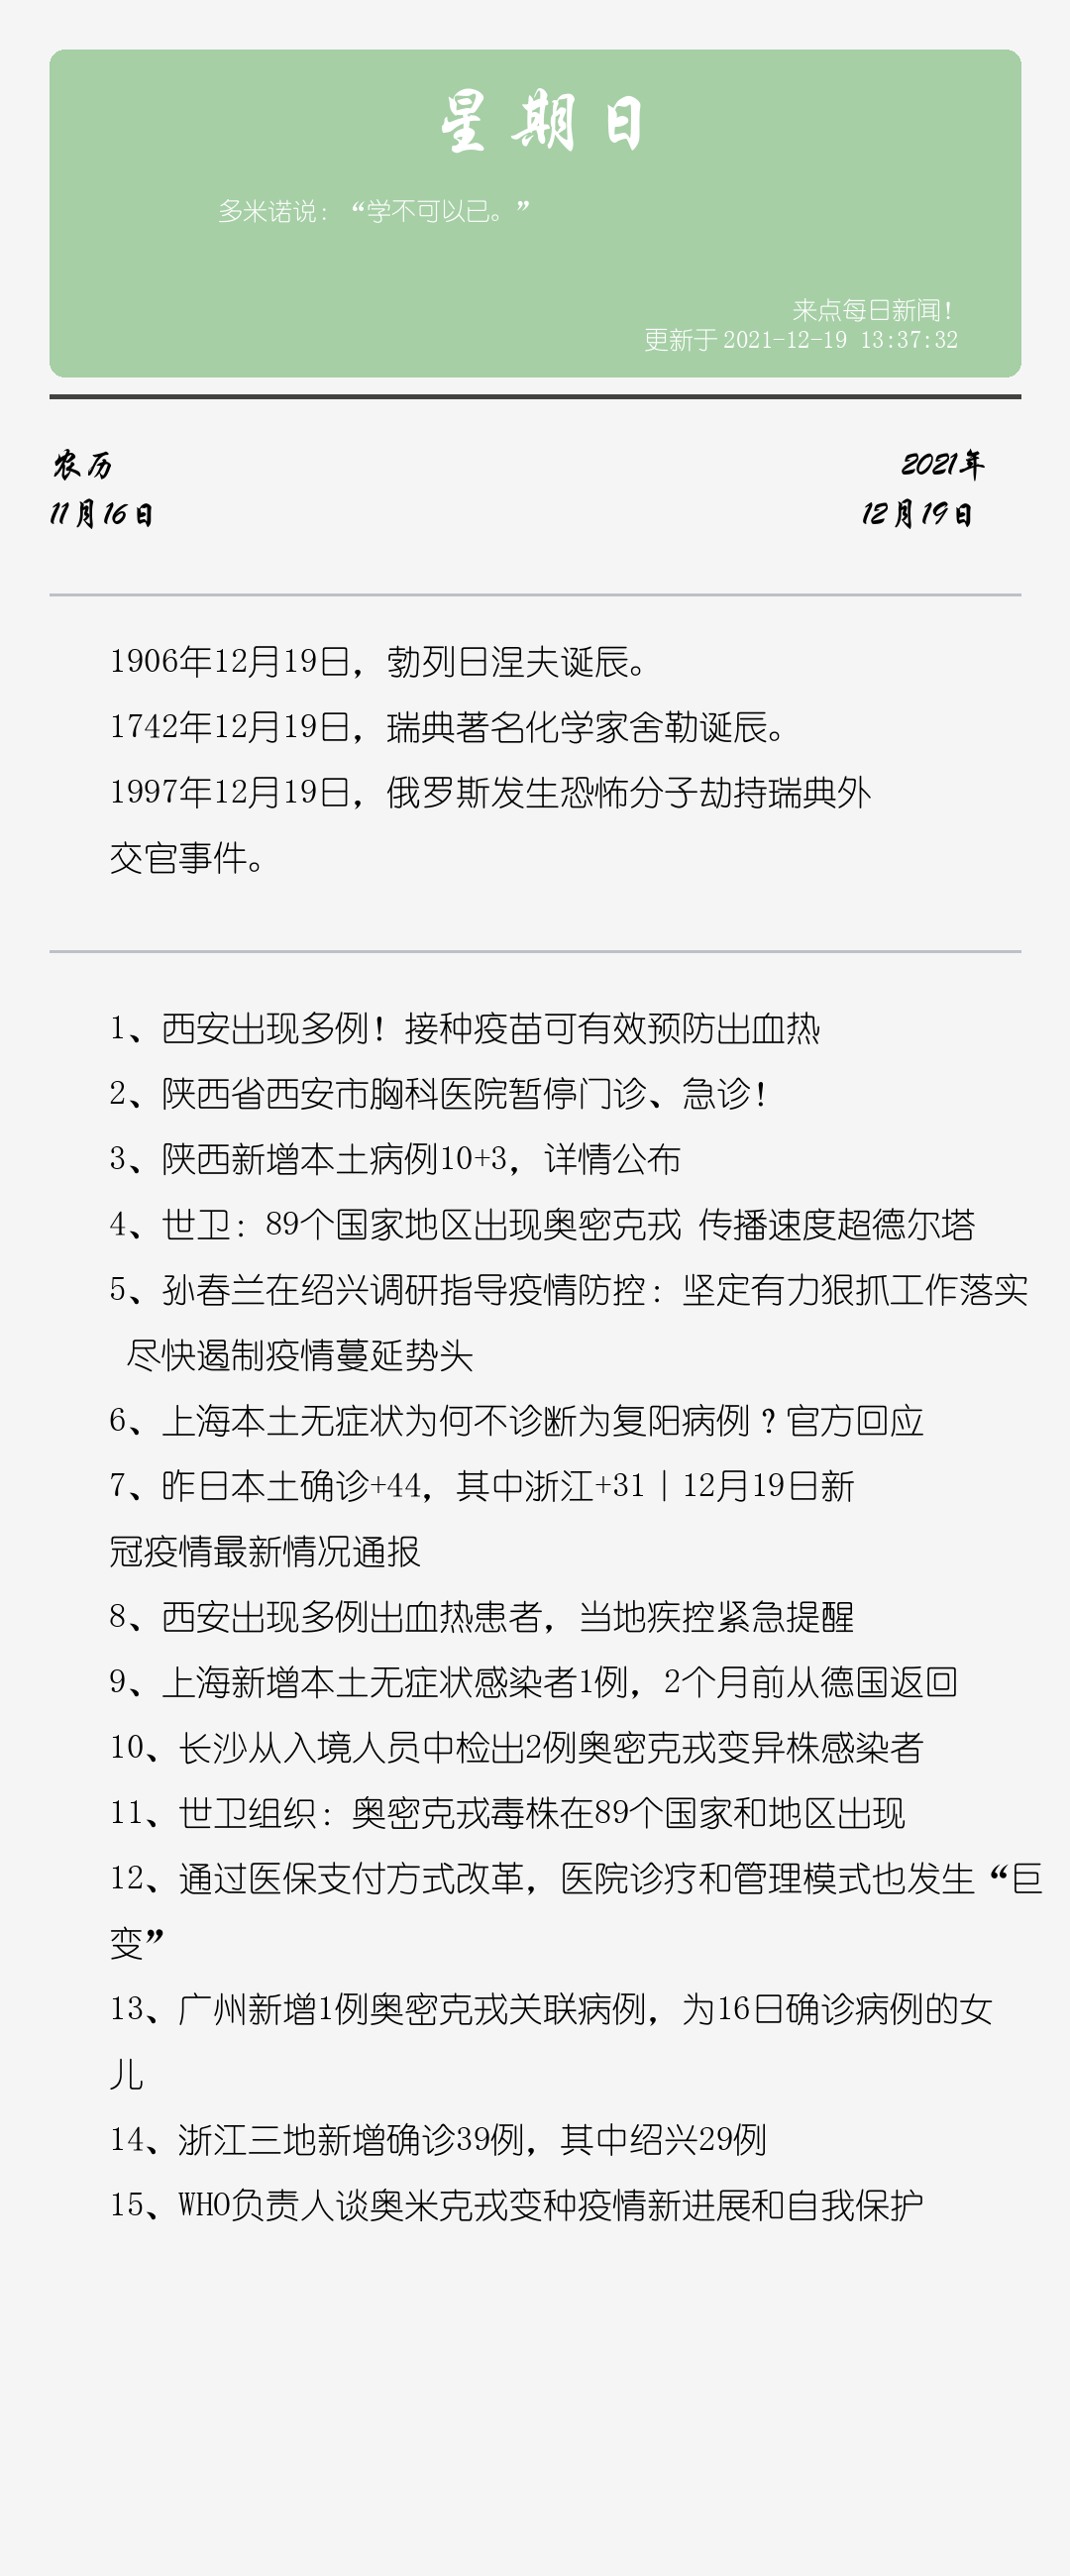 星期日
多米诺说：“学不可以已。”
来点每日新闻！
更新于2021-12-19 13:37:32
农历
2021年
11月16日
12月19日
1906年12月19日，勃列日涅夫诞辰。
1742年12月19日，瑞典著名化学家舍勒诞辰。
1997年12月19日，俄罗斯发生恐怖分子劫持瑞典外
交官事件。
1、西安出现多例！接种疫苗可有效预防出血热
2、陕西省西安市胸科医院暂停门诊、急诊！
3、陕西新增本土病例10+3，详情公布
4、世卫：89个国家地区出现奥密克戎 传播速度超德尔塔
5、孙春兰在绍兴调研指导疫情防控：坚定有力狠抓工作落实
尽快遏制疫情蔓延势头
6、上海本土无症状为何不诊断为复阳病例？官方回应
7、昨日本土确诊+44，其中浙江+31丨12月19日新
冠疫情最新情况通报
8、西安出现多例出血热患者，当地疾控紧急提醒
9、上海新增本土无症状感染者1例，2个月前从德国返回
10、长沙从入境人员中检出2例奥密克戎变异株感染者
11、世卫组织：奥密克戎毒株在89个国家和地区出现
12、通过医保支付方式改革，医院诊疗和管理模式也发生“巨
变”
13、广州新增1例奥密克戎关联病例，为16日确诊病例的女
儿
14、浙江三地新增确诊39例，其中绍兴29例
15、WHO负责人谈奥米克戎变种疫情新进展和自我保护